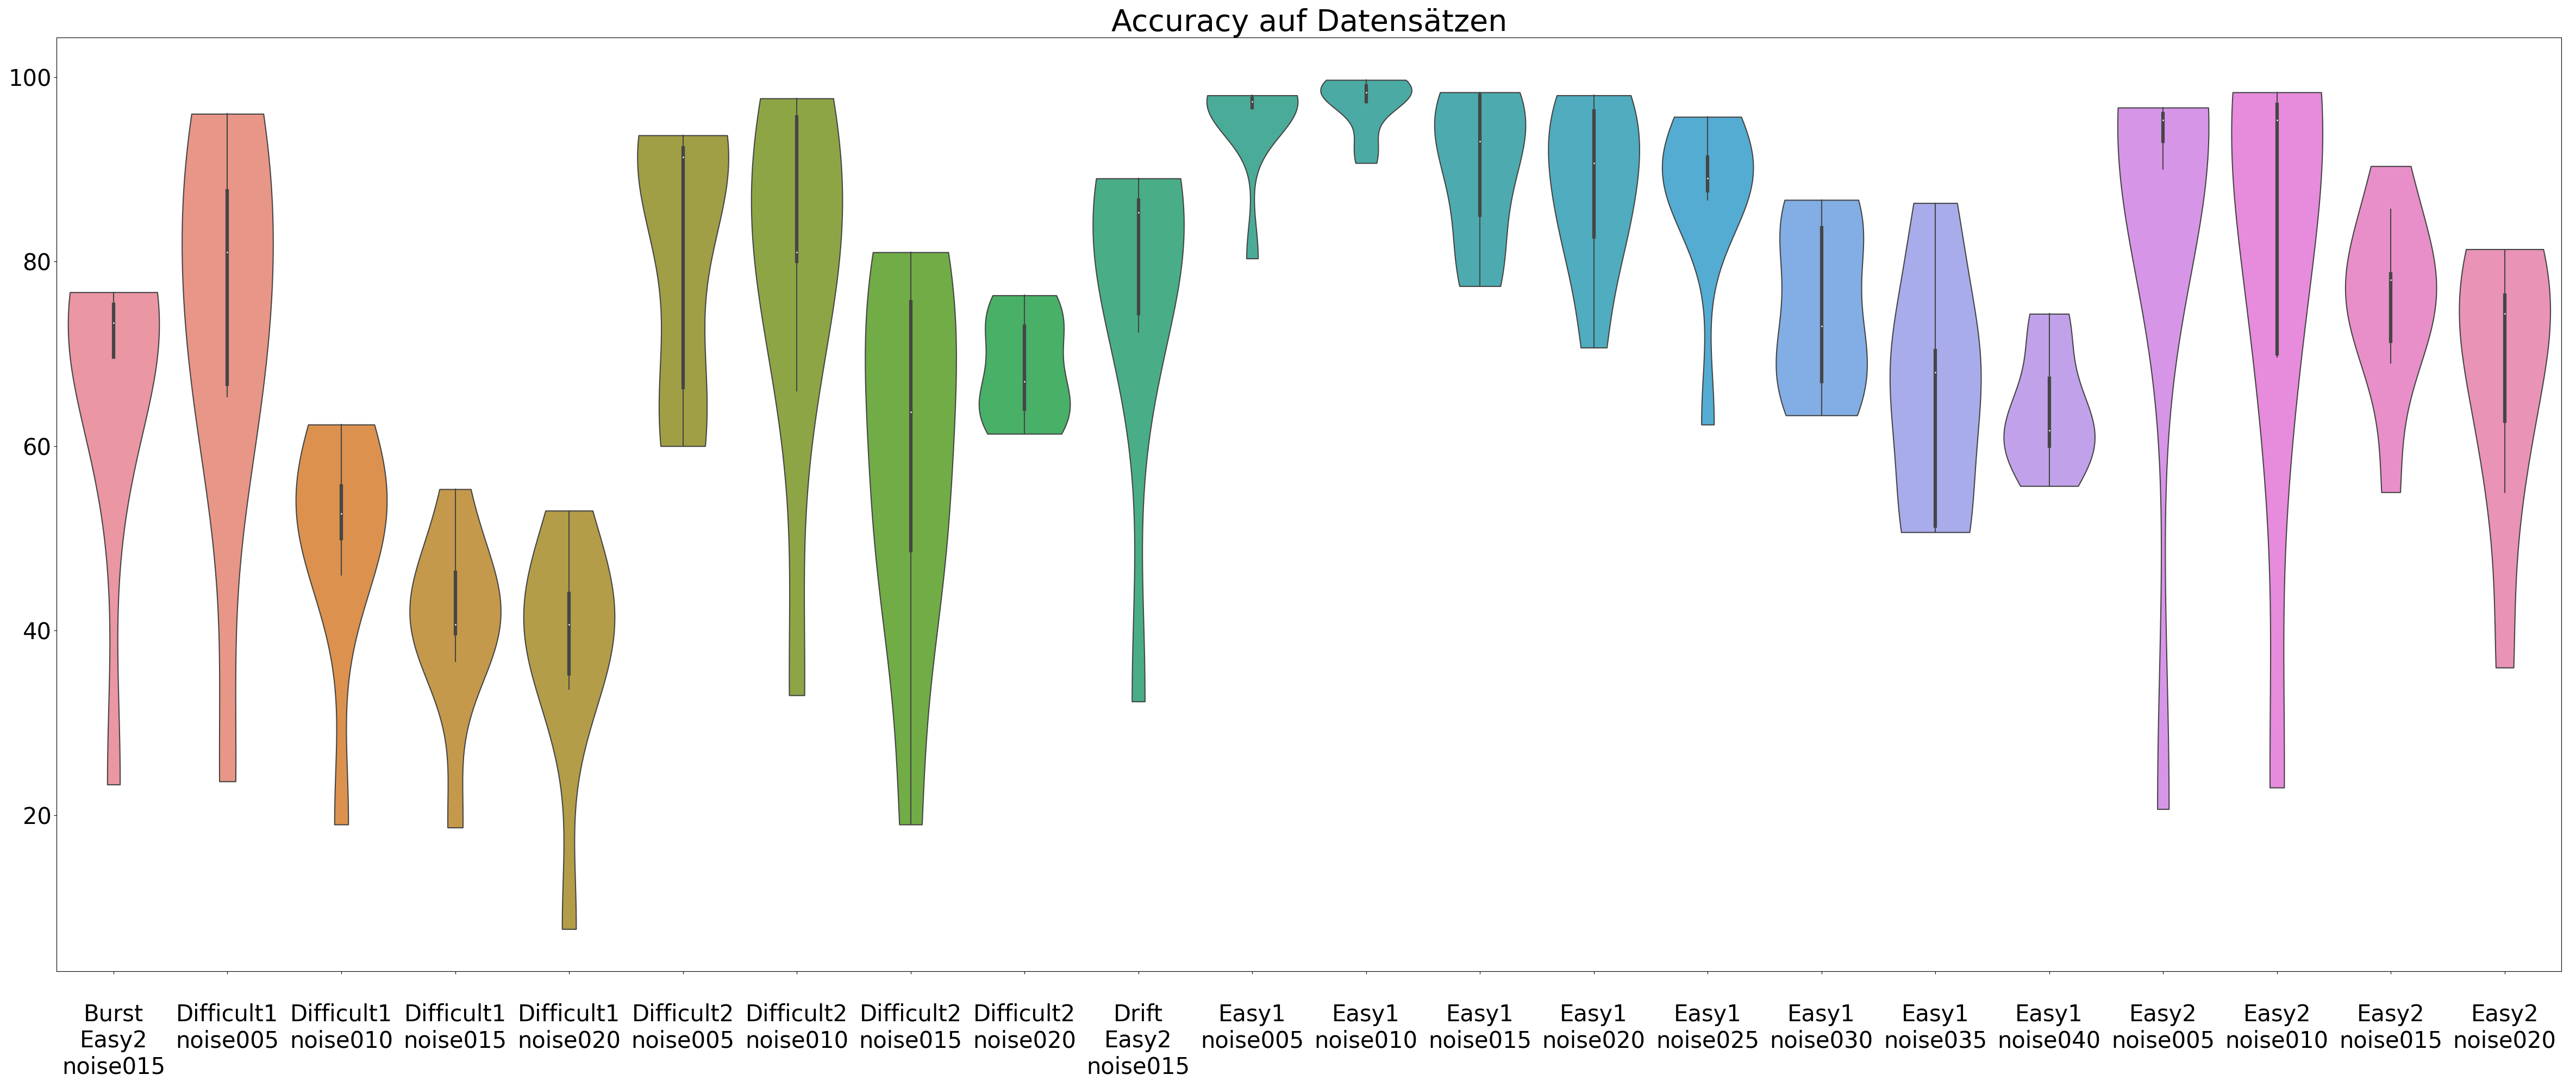 Accuracy auf Datensätzen
100
80
60
40
20
Burst
Easy2
noise015
Difficult1
noise005
Difficult1
noise010
Difficult1
noise015
Difficult1
noise020
Difficult2
noise005
Difficult2
noise010
Difficult2
noise015
Difficult2
noise020
Drift
Easy2
noise015
Easy1
noise005
Easy1
noise010
Easy1
noise015
Easy1
noise020
Easy1
noise025
Easy1
noise030
Easy1
noise035
Easy1
noise040
Easy2
noise005
Easy2
noise010
Easy2
noise015
Easy2
noise020